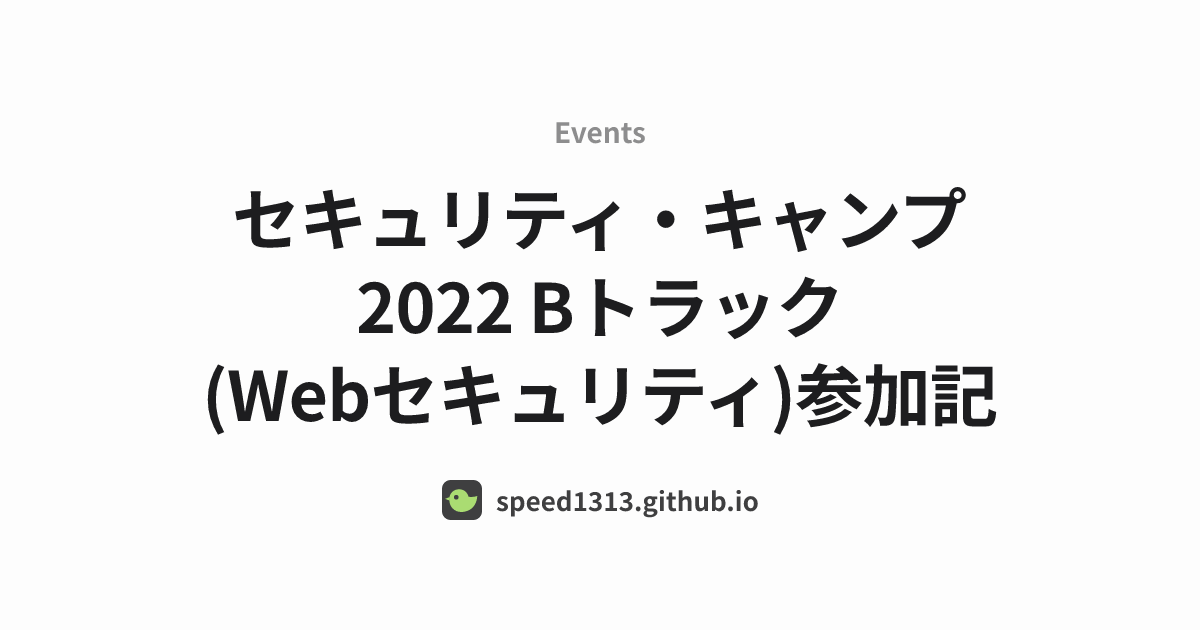 Events
セキュリティ・キャンプ
2022 Bトラック
(Webセキュリティ)参加記
speed1313.github.io